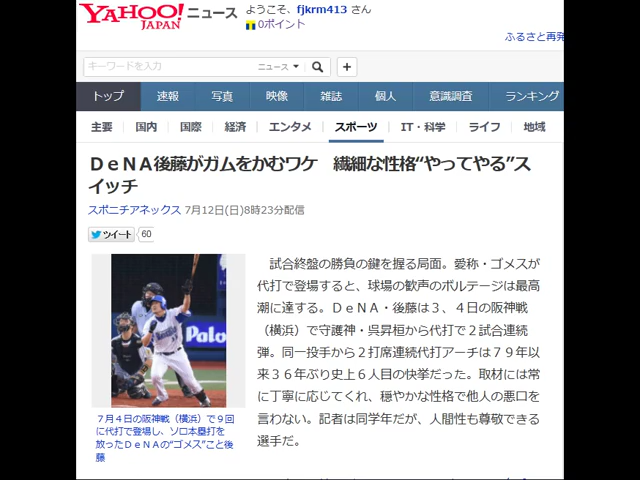 YAHOO! ニュース
JAPAN
ようこそ、fjkrm413 さん
0ポイント
ふるさと再発
キーワードを入力
ニュース
+
トップ 速報 写真 映像 雑誌 個人 意識調査 ランキング
主要 国内 国際 経済 エンタメ スポーツ IT・科学 ライフ 地域
ＤｅＮＡ後藤がガムをかむワケ　繊細な性格“やってやる”ス
イッチ
スポニチアネックス 7月12日(日)8時23分配信
ツイート 60
試合終盤の勝負の鍵を握る局面。愛称・ゴメスが
代打で登場すると、球場の歓声のボルテージは最高
潮に達する。ＤｅＮＡ・後藤は３、４日の阪神戦
（横浜）で守護神・呉昇桓から代打で２試合連続
弾。同一投手から２打席連続代打アーチは７９年以
来３６年ぶり史上６人目の快挙だった。取材には常
に丁寧に応じてくれ、穏やかな性格で他人の悪口を
言わない。記者は同学年だが、人間性も尊敬できる
選手だ。
Palo
７月４日の阪神戦（横浜）で９回
に代打で登場し、ソロ本塁打を
放ったＤｅＮＡの“ゴメス”こと後
藤